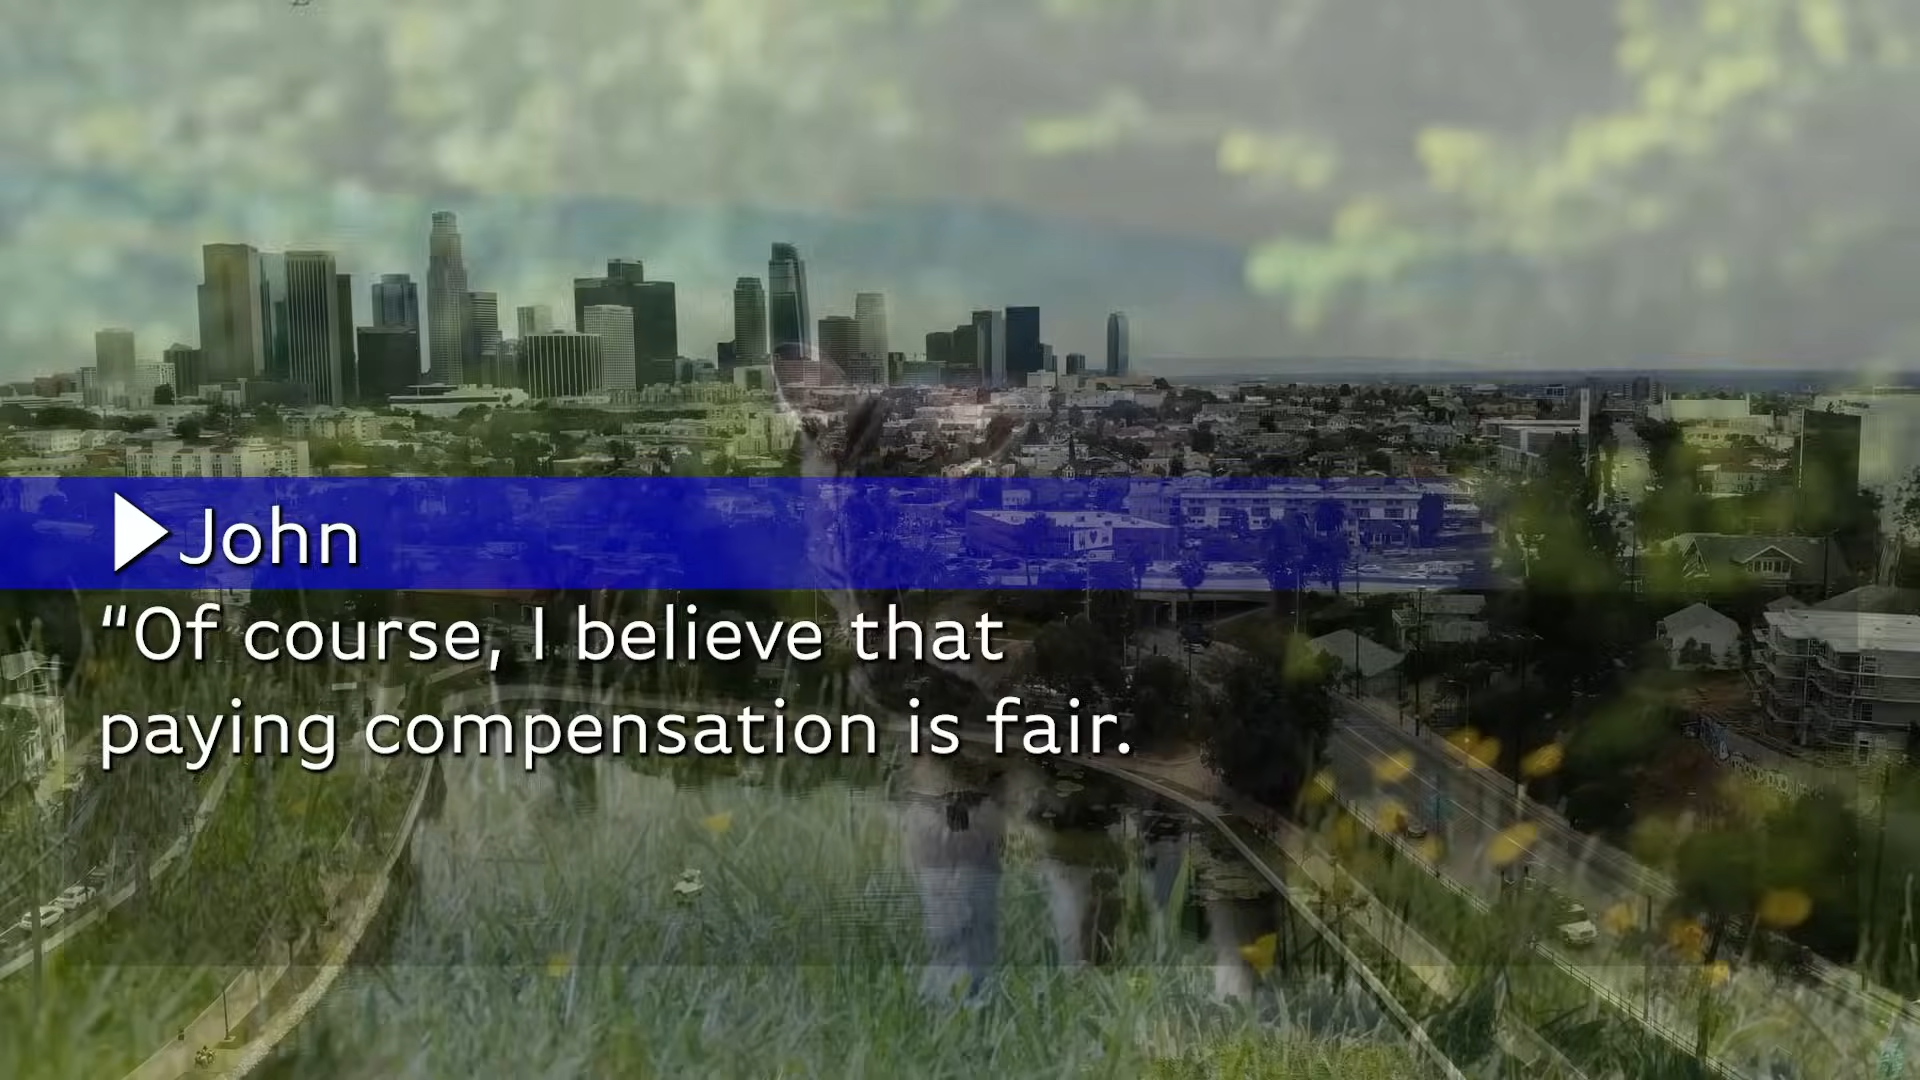 John
“Of course, I believe that
paying compensation is fair.